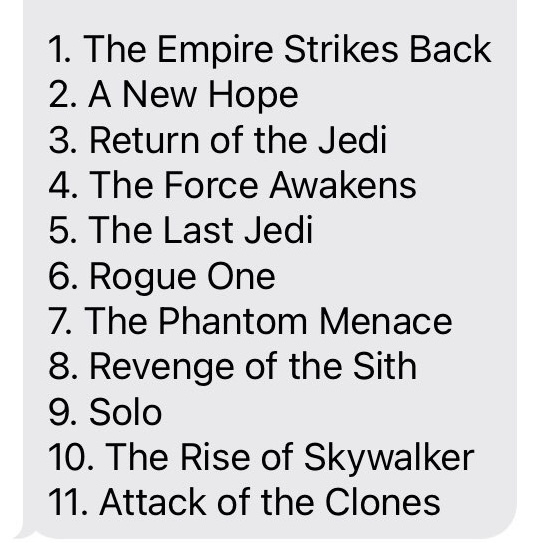 1. The Empire Strikes Back
2. A New Hope
3. Return of the Jedi
4. The Force Awakens
5. The Last Jedi
6. Rogue One
7. The Phantom Menace
8. Revenge of the Sith
9. Solo
10. The Rise of Skywalker
11. Attack of the Clones